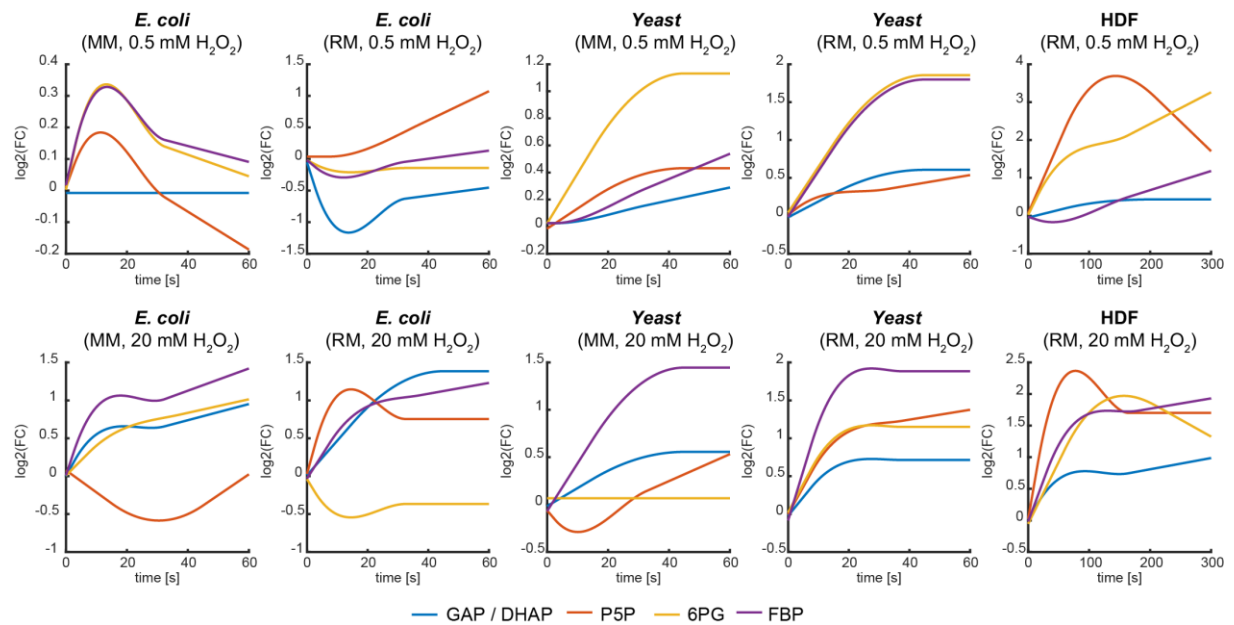 E. coli
(MM, 0.5 mM H₂O₂)
log2(FC)
0.4
0.3
0.2
0.1
0
-0.1
-0.2
0 20 40 60
time [s]
E. coli
(RM, 0.5 mM H₂O₂)
log2(FC)
1.5
1
0.5
0
-0.5
-1
-1.5
0 20 40 60
time [s]
Yeast
(MM, 0.5 mM H₂O₂)
log2(FC)
1.2
1
0.8
0.6
0.4
0.2
0
-0.2
0 20 40 60
time [s]
Yeast
(RM, 0.5 mM H₂O₂)
log2(FC)
2
1.5
1
0.5
0
-0.5
0 20 40 60
time [s]
HDF
(RM, 0.5 mM H₂O₂)
log2(FC)
4
3
2
1
0
-1
0 100 200 300
time [s]
E. coli
(MM, 20 mM H₂O₂)
log2(FC)
1.5
1
0.5
0
-0.5
-1
0 20 40 60
time [s]
E. coli
(RM, 20 mM H₂O₂)
log2(FC)
1.5
1
0.5
0
-0.5
-1
0 20 40 60
time [s]
Yeast
(MM, 20 mM H₂O₂)
log2(FC)
1.5
1
0.5
0
-0.5
0 20 40 60
time [s]
Yeast
(RM, 20 mM H₂O₂)
log2(FC)
2
1.5
1
0.5
0
-0.5
0 20 40 60
time [s]
HDF
(RM, 20 mM H₂O₂)
log2(FC)
2.5
2
1.5
1
0.5
0
-0.5
0 100 200 300
time [s]
GAP / DHAP P5P 6PG FBP